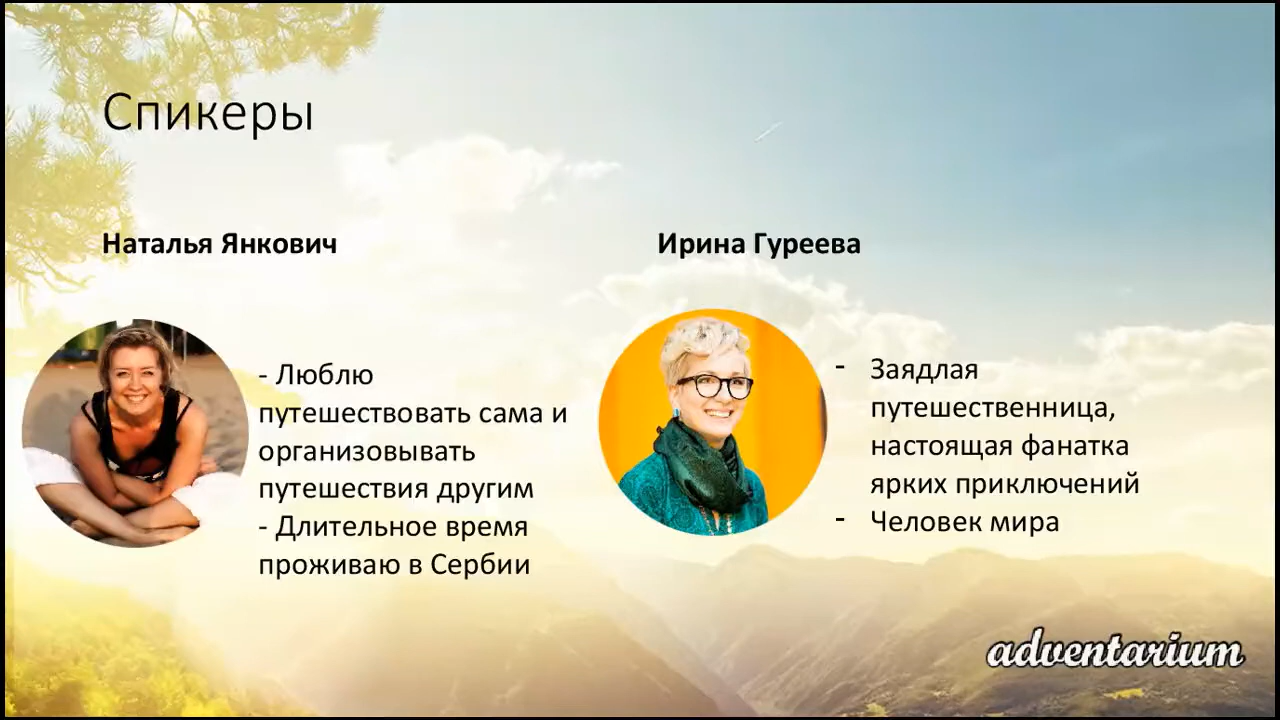 Спикеры
Наталья Янкович
- Люблю
путешествовать сама и
организовывать
путешествия другим
- Длительное время
проживаю в Сербии
Ирина Гуреева
- Заядлая
путешественница,
настоящая фанатка
ярких приключений
- Человек мира
adventarium